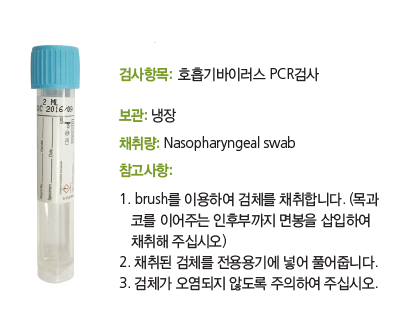 검사항목: 호흡기바이러스 PCR검사
보관: 냉장
채취량: Nasopharyngeal swab
참고사항:
1. brush를 이용하여 검체를 채취합니다. (목과
코를 이어주는 인후부까지 면봉을 삽입하여
채취해 주십시오)
2. 채취된 검체를 전용용기에 넣어 풀어줍니다.
3. 검체가 오염되지 않도록 주의하여 주십시오.
2 ML
2016/09